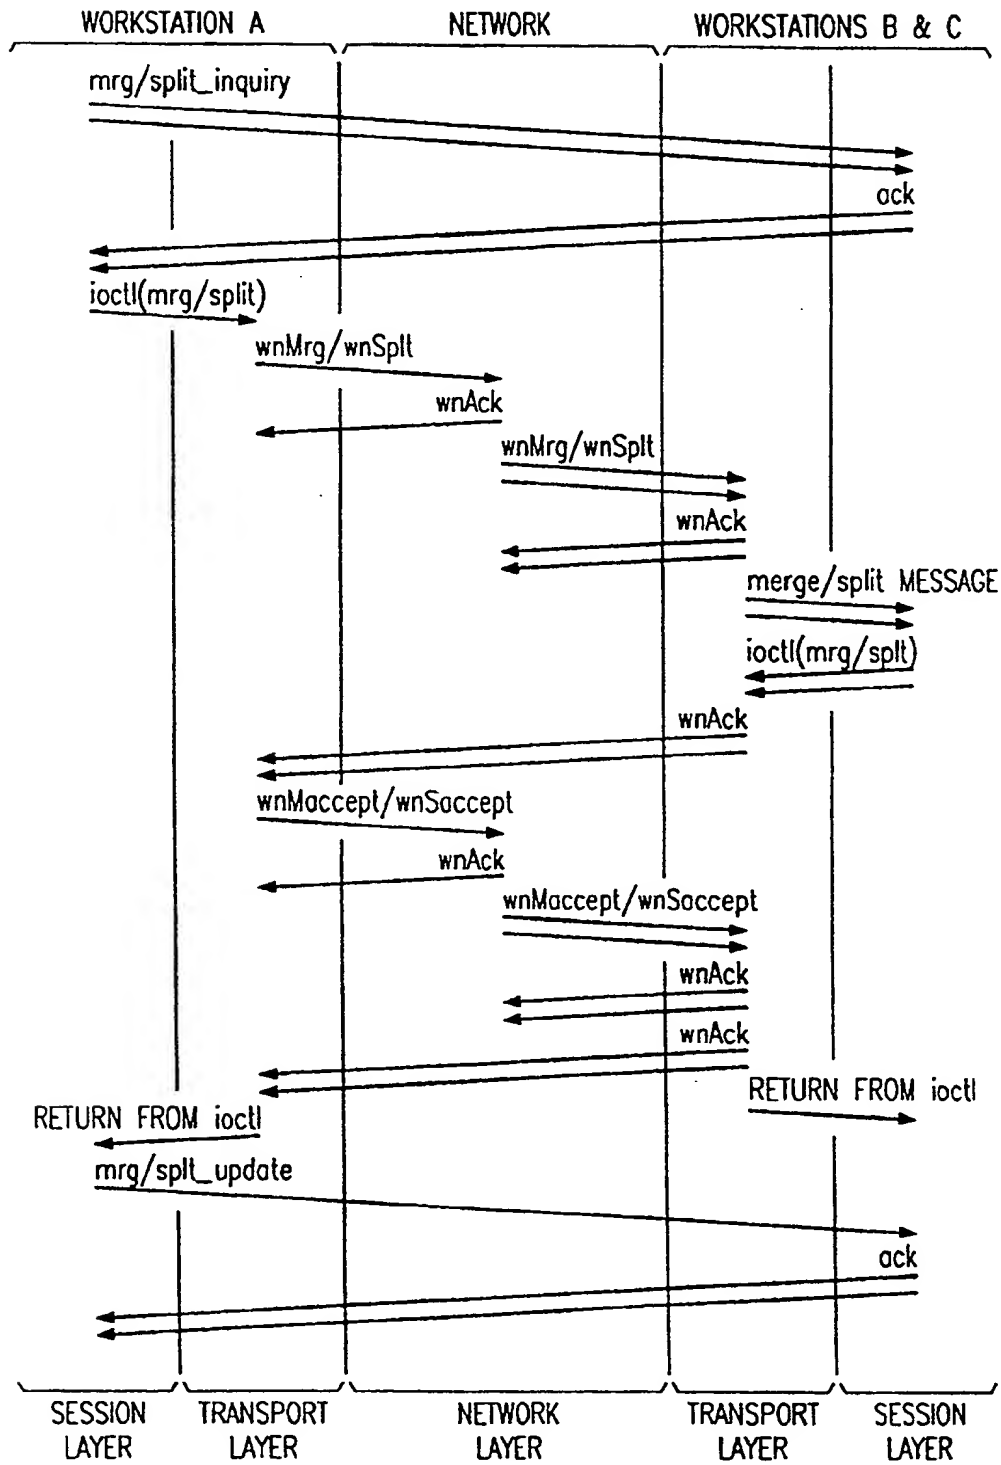 WORKSTATION A
NETWORK
WORKSTATIONS B & C
mrg/split_inquiry
ack
ioctl(mrg/split)
wnMrg/wnSplt
wnAck
wnMrg/wnSplt
wnAck
merge/split MESSAGE
ioctl(mrg/splt)
wnAck
wnMaccept/wnSaccept
wnAck
wnMaccept/wnSaccept
wnAck
wnAck
RETURN FROM ioctl
RETURN FROM ioctl
mrg/splt_update
ack
SESSION LAYER
TRANSPORT LAYER
NETWORK LAYER
TRANSPORT LAYER
SESSION LAYER